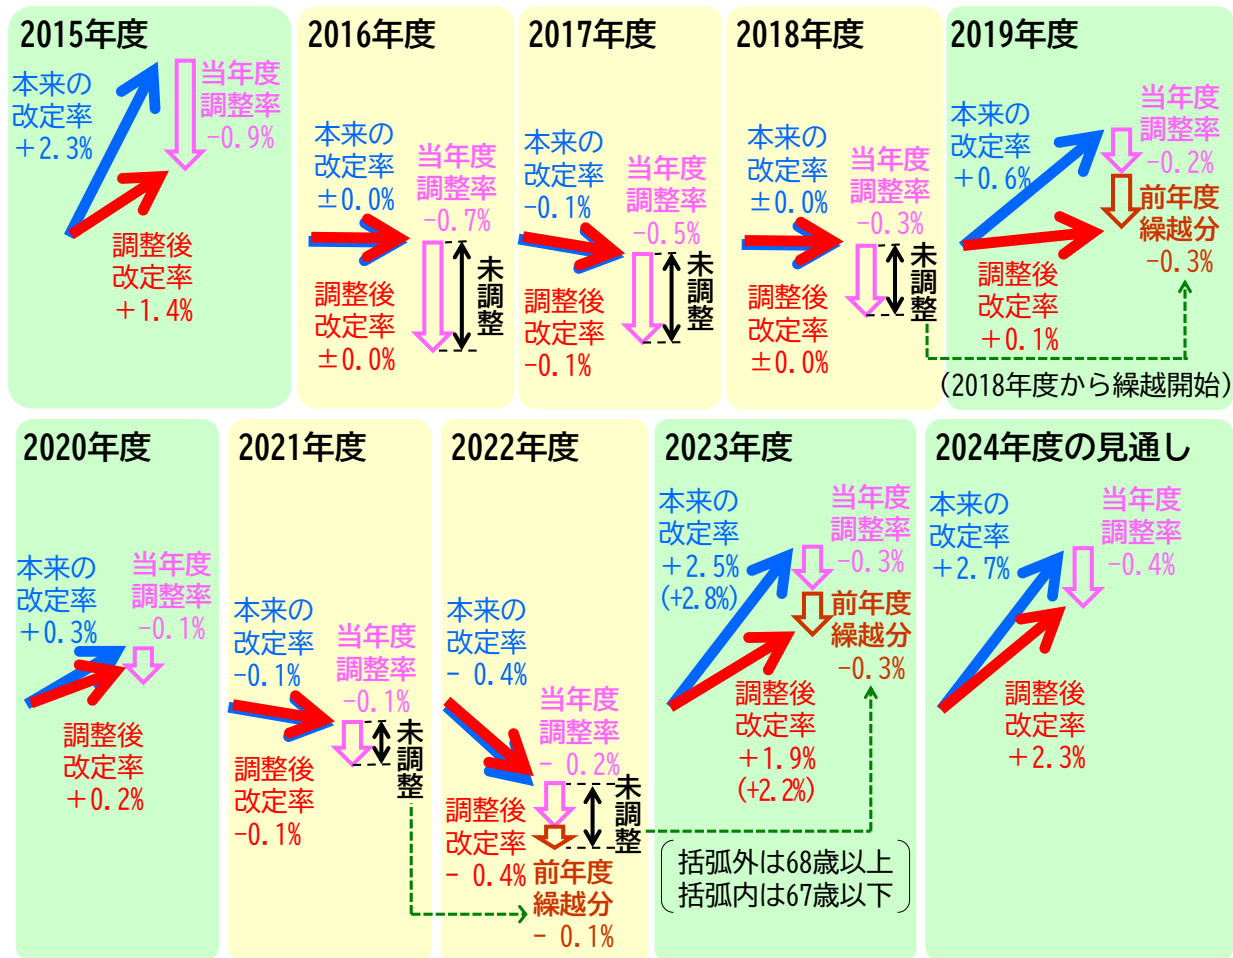 2015年度
本来の
改定率
＋2.3%
当年度
調整率
-0.9%
調整後
改定率
＋1.4%
2016年度
本来の
改定率
±0.0%
当年度
調整率
-0.7%
未調整
調整後
改定率
±0.0%
2017年度
本来の
改定率
-0.1%
当年度
調整率
-0.5%
未調整
調整後
改定率
-0.1%
2018年度
本来の
改定率
±0.0%
当年度
調整率
-0.3%
未調整
調整後
改定率
±0.0%
2019年度
本来の
改定率
＋0.6%
当年度
調整率
-0.2%
前年度
繰越分
-0.3%
調整後
改定率
＋0.1%
(2018年度から繰越開始)
2020年度
本来の
改定率
＋0.3%
当年度
調整率
-0.1%
調整後
改定率
＋0.2%
2021年度
本来の
改定率
-0.1%
当年度
調整率
-0.1%
未調整
調整後
改定率
-0.1%
2022年度
本来の
改定率
- 0.4%
当年度
調整率
- 0.2%
未調整
調整後
改定率
- 0.4%
前年度
繰越分
- 0.1%
2023年度
本来の
改定率
＋2.5%
(+2.8%)
当年度
調整率
-0.3%
前年度
繰越分
-0.3%
調整後
改定率
＋1.9%
(+2.2%)
括弧外は68歳以上
括弧内は67歳以下
2024年度の見通し
本来の
改定率
＋2.7%
当年度
調整率
-0.4%
調整後
改定率
＋2.3%